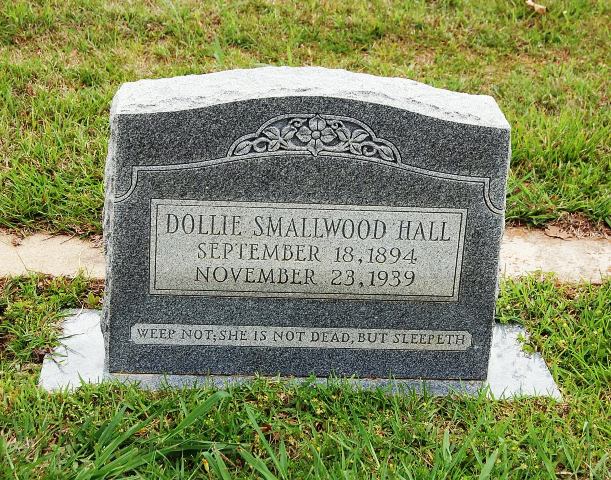 DOLLIE SMALLWOOD HALL
SEPTEMBER 18,1894
NOVEMBER 23,1939
WEEP NOT; SHE IS NOT DEAD, BUT SLEEPETH